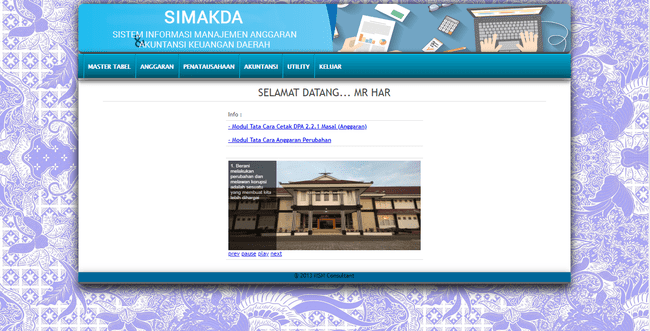 SIMAKDA
SISTEM INFORMASI MANAJEMEN ANGGARAN
AKUNTANSI KEUANGAN DAERAH
MASTER TABEL ANGGARAN PENATAUSAHAAN AKUNTANSI UTILITY KELUAR
SELAMAT DATANG... MR HAR
Info :
- Modul Tata Cara Cetak DPA 2.2.1 Masal (Anggaran)
- Modul Tata Cara Anggaran Perubahan
1. Berani
melakukan
perubahan dan
melawan korupsi
adalah sesuatu
yang membuat kita
lebih dihargai
prev pause play next
Consultant